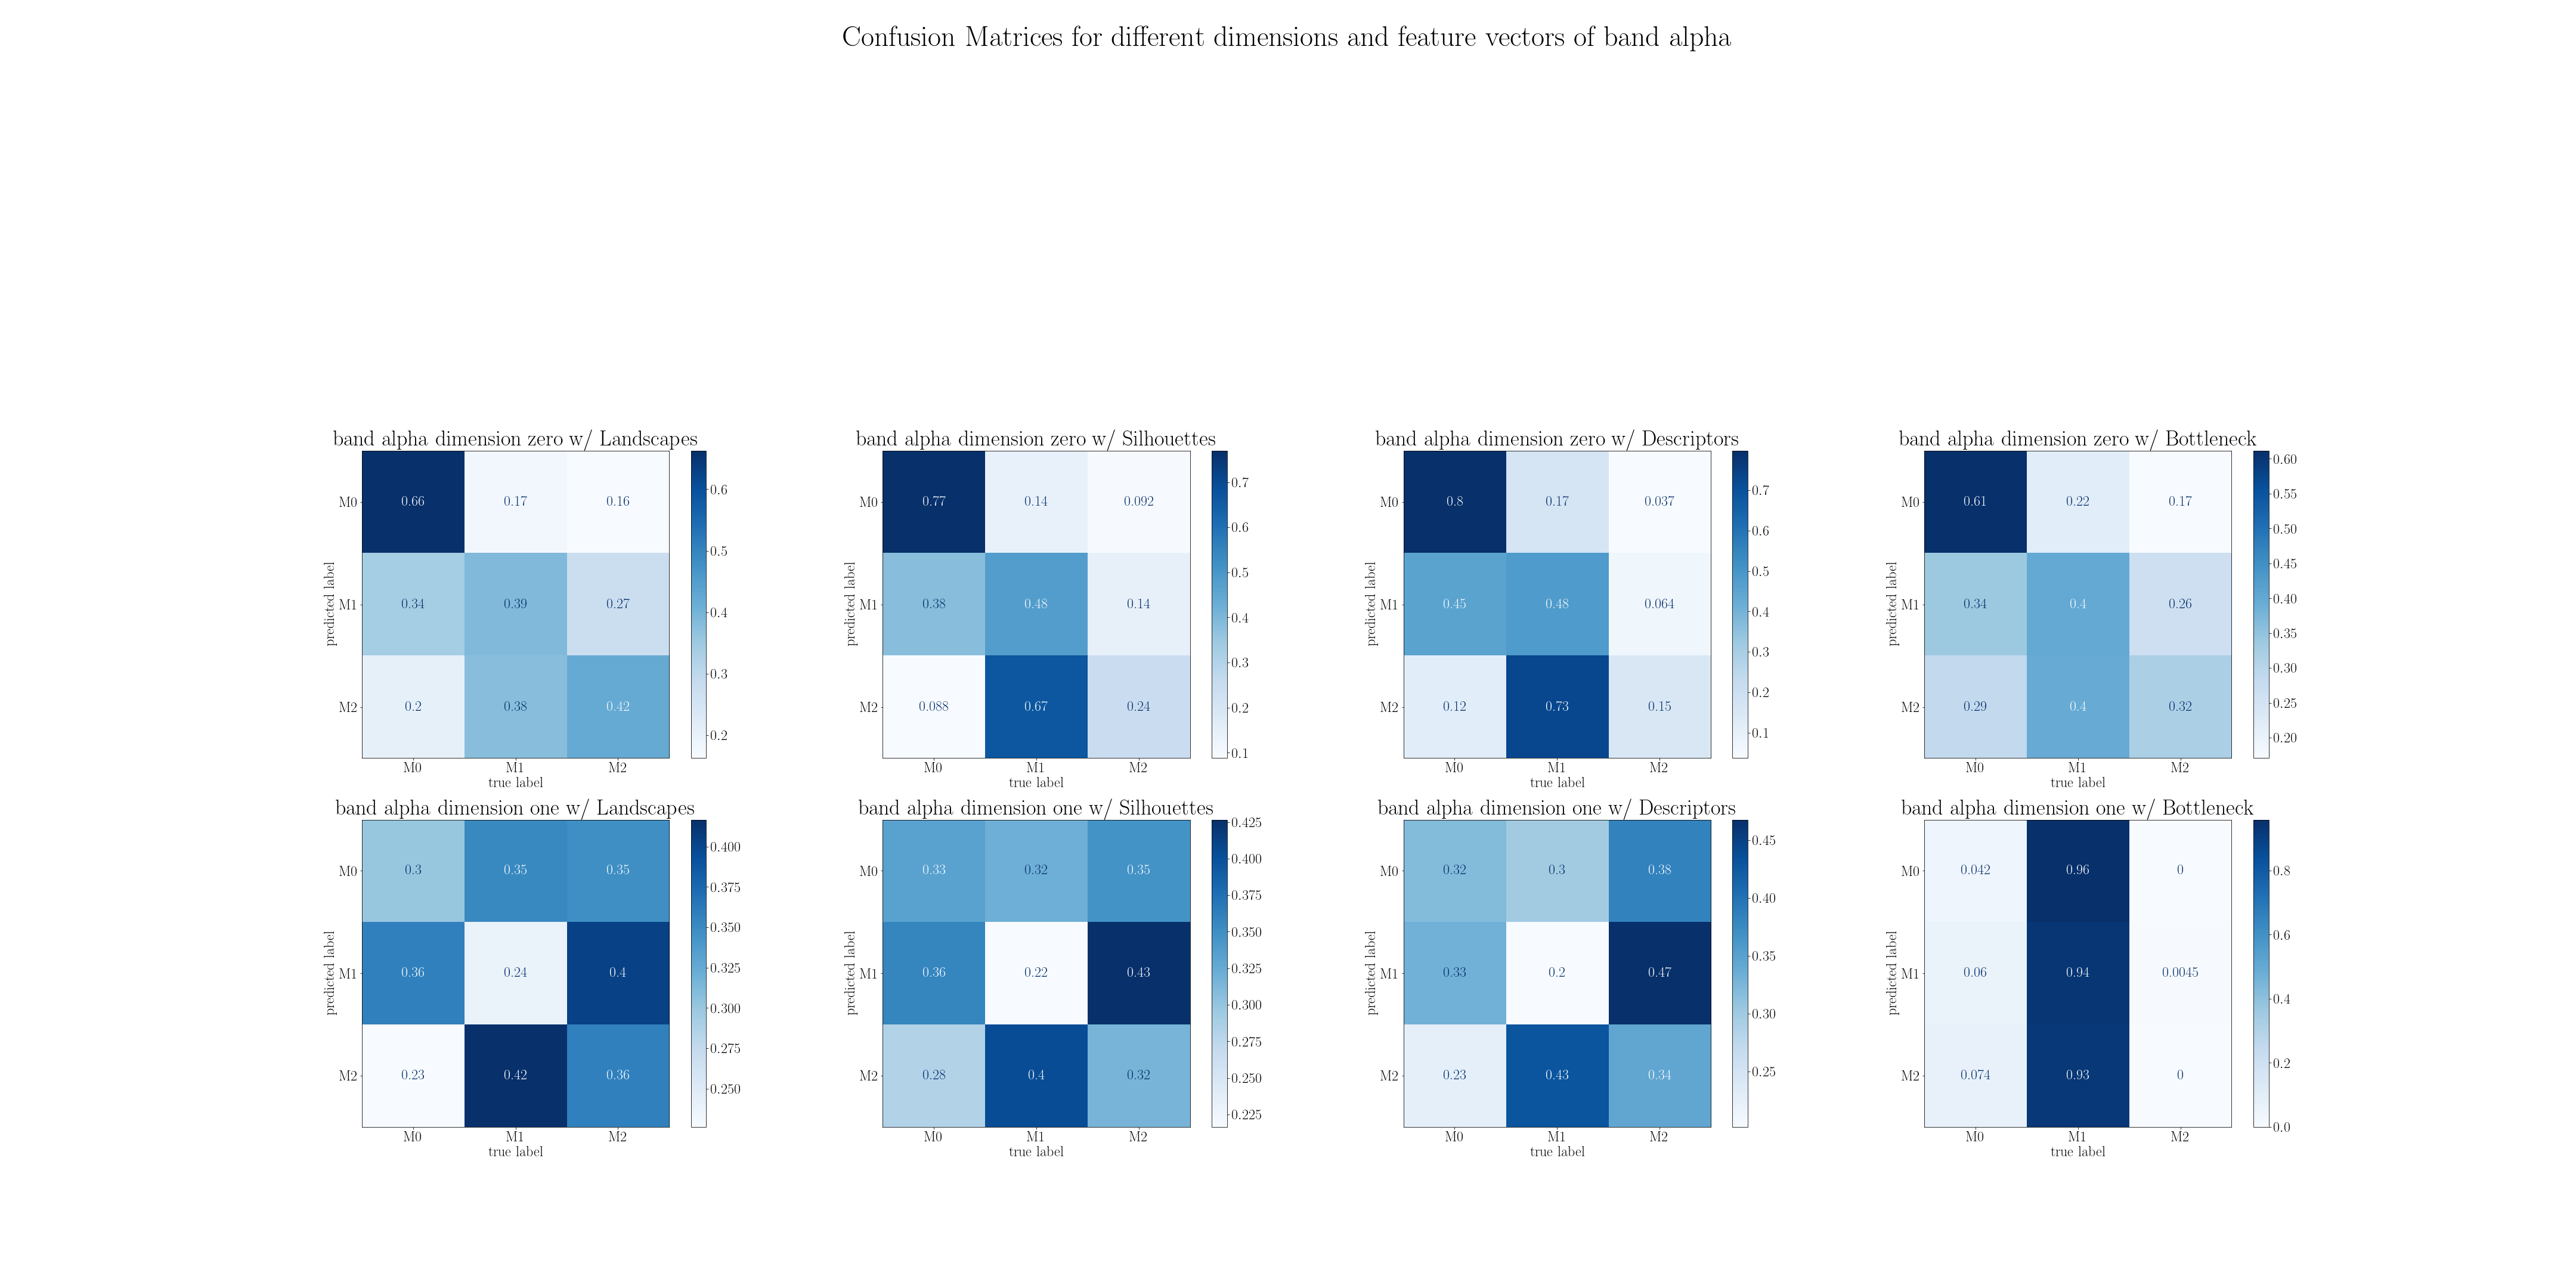 Confusion Matrices for different dimensions and feature vectors of band alpha
band alpha dimension zero w/ Landscapes
predicted label
M0 0.66 0.17 0.16
M1 0.34 0.39 0.27
M2 0.2 0.38 0.42
M0 M1 M2
true label
0.6
0.5
0.4
0.3
0.2
band alpha dimension zero w/ Silhouettes
predicted label
M0 0.77 0.14 0.092
M1 0.38 0.48 0.14
M2 0.088 0.67 0.24
M0 M1 M2
true label
0.7
0.6
0.5
0.4
0.3
0.2
0.1
band alpha dimension zero w/ Descriptors
predicted label
M0 0.8 0.17 0.037
M1 0.45 0.48 0.064
M2 0.12 0.73 0.15
M0 M1 M2
true label
0.7
0.6
0.5
0.4
0.3
0.2
0.1
band alpha dimension zero w/ Bottleneck
predicted label
M0 0.61 0.22 0.17
M1 0.34 0.4 0.26
M2 0.29 0.4 0.32
M0 M1 M2
true label
0.60
0.55
0.50
0.45
0.40
0.35
0.30
0.25
0.20
band alpha dimension one w/ Landscapes
predicted label
M0 0.3 0.35 0.35
M1 0.36 0.24 0.4
M2 0.23 0.42 0.36
M0 M1 M2
true label
0.400
0.375
0.350
0.325
0.300
0.275
0.250
band alpha dimension one w/ Silhouettes
predicted label
M0 0.33 0.32 0.35
M1 0.36 0.22 0.43
M2 0.28 0.4 0.32
M0 M1 M2
true label
0.425
0.400
0.375
0.350
0.325
0.300
0.275
0.250
0.225
band alpha dimension one w/ Descriptors
predicted label
M0 0.32 0.3 0.38
M1 0.33 0.2 0.47
M2 0.23 0.43 0.34
M0 M1 M2
true label
0.45
0.40
0.35
0.30
0.25
band alpha dimension one w/ Bottleneck
predicted label
M0 0.042 0.96 0
M1 0.06 0.94 0.0045
M2 0.074 0.93 0
M0 M1 M2
true label
0.8
0.6
0.4
0.2
0.0